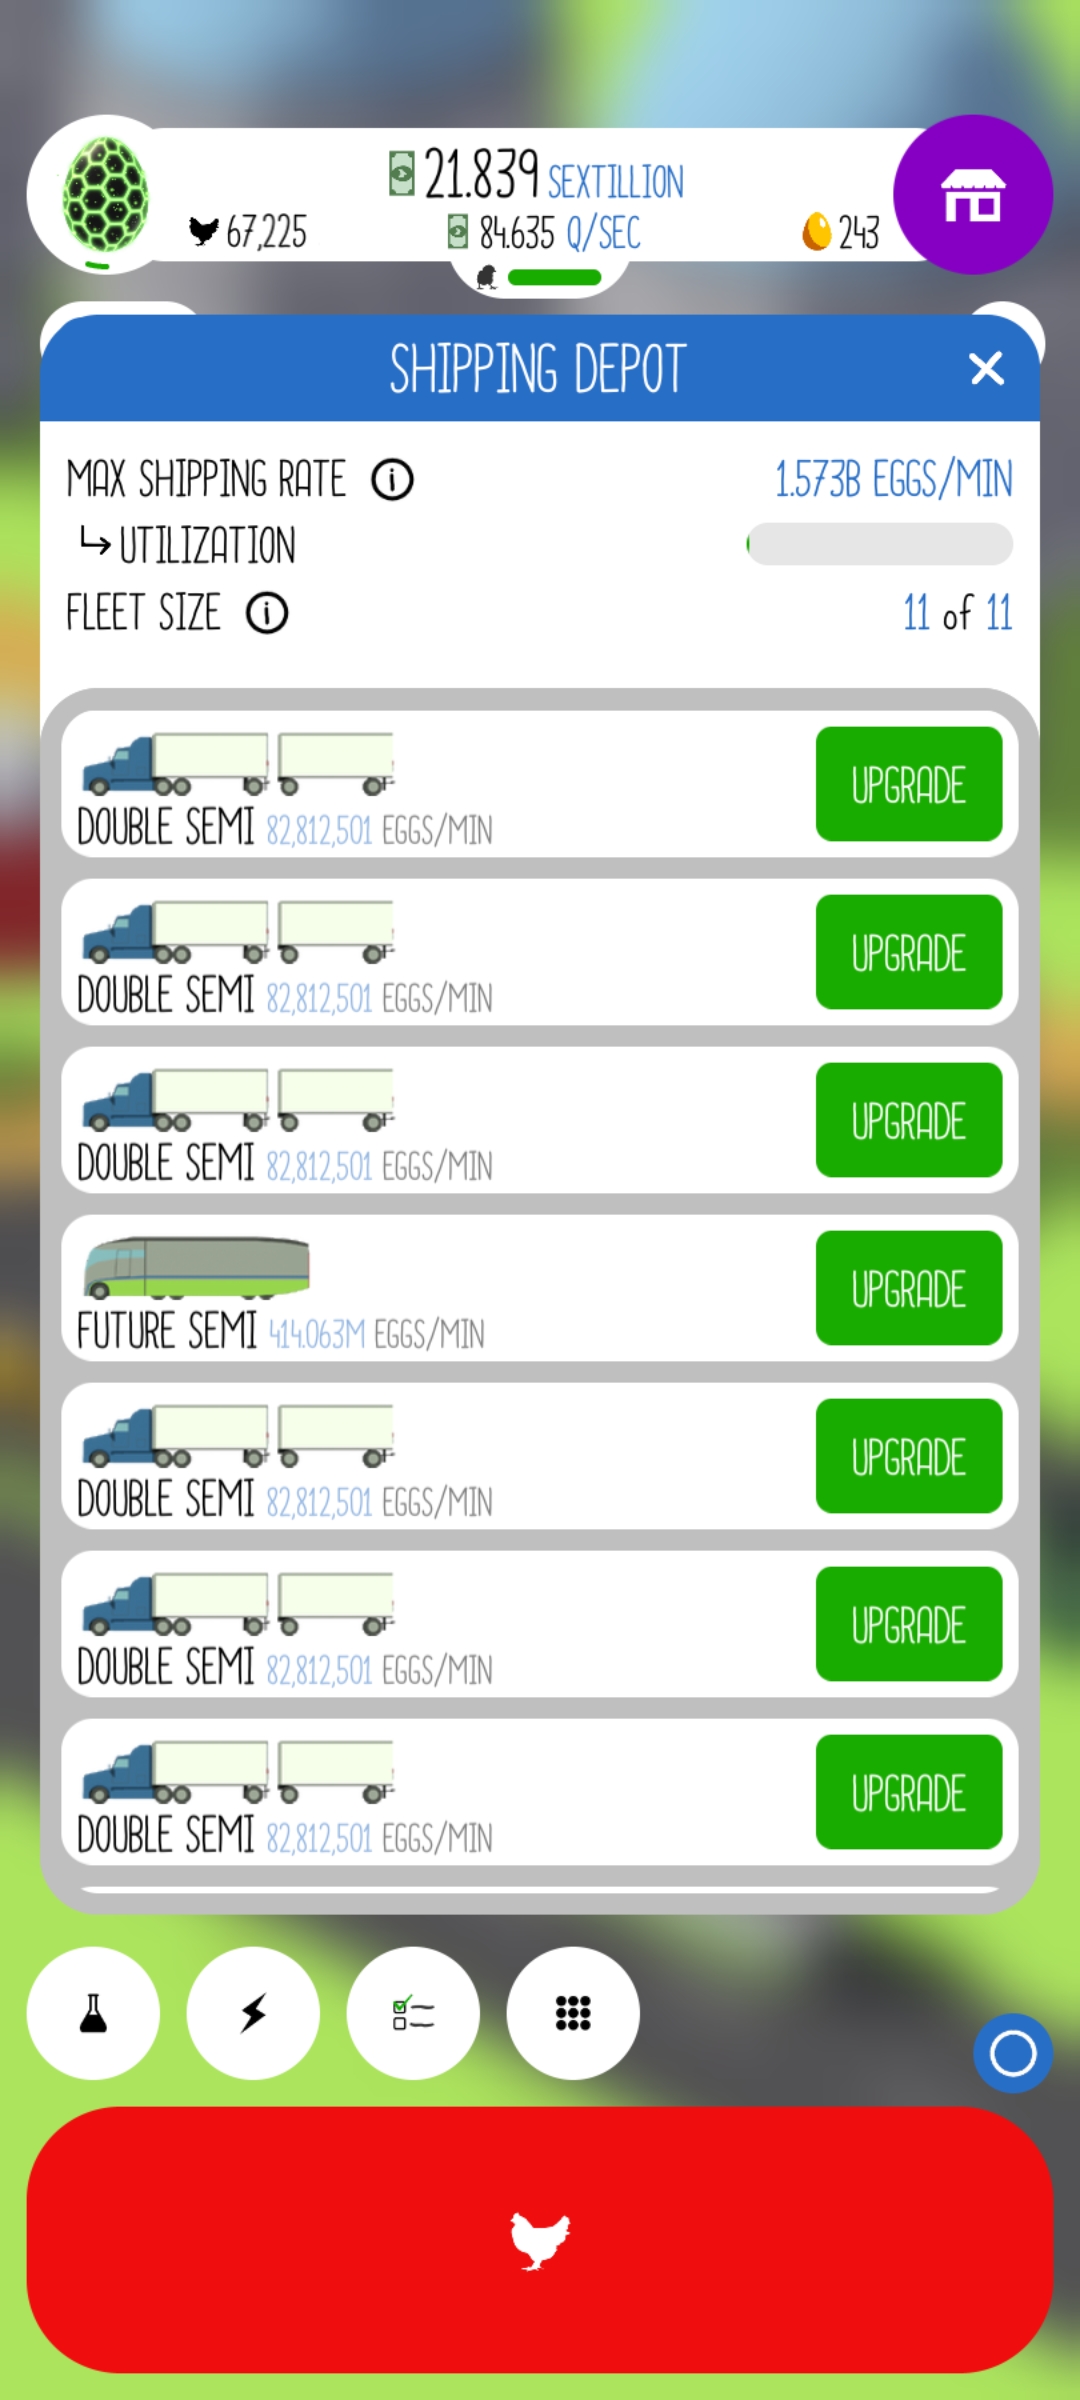 21.839 SEXTILLION
67,225 84.635 Q/SEC 243
SHIPPING DEPOT
MAX SHIPPING RATE 1.573B EGGS/MIN
UTILIZATION
FLEET SIZE 11 of 11
UPGRADE
DOUBLE SEMI 82,812,501 EGGS/MIN
UPGRADE
DOUBLE SEMI 82,812,501 EGGS/MIN
UPGRADE
DOUBLE SEMI 82,812,501 EGGS/MIN
UPGRADE
FUTURE SEMI 414.063M EGGS/MIN
UPGRADE
DOUBLE SEMI 82,812,501 EGGS/MIN
UPGRADE
DOUBLE SEMI 82,812,501 EGGS/MIN
UPGRADE
DOUBLE SEMI 82,812,501 EGGS/MIN